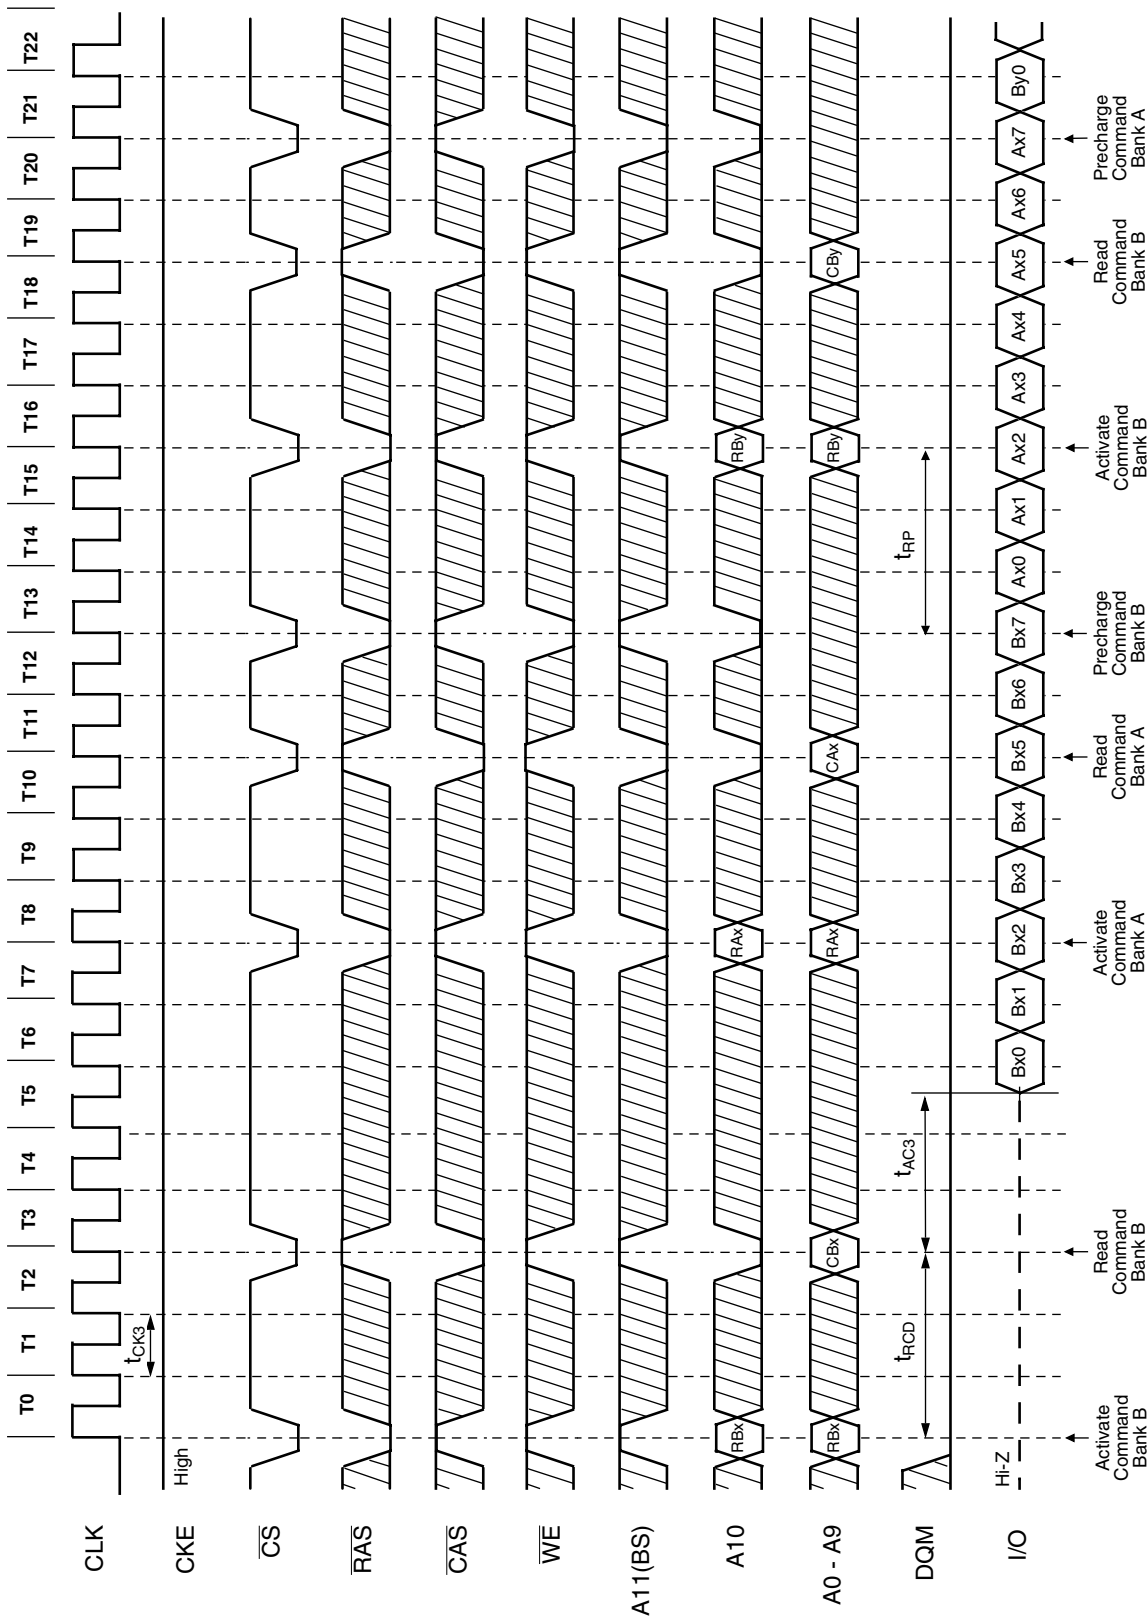 T0 T1 T2 T3 T4 T5 T6 T7 T8 T9 T10 T11 T12 T13 T14 T15 T16 T17 T18 T19 T20 T21 T22
CLK
tCK3
CKE
High
CS
RAS
CAS
WE
A11(BS)
A10
RBx RAx RBy
A0 - A9
RBx CBx RAx CAx RBy CBy
DQM
tRCD tAC3 tRP
I/O
Hi-Z
Bx0 Bx1 Bx2 Bx3 Bx4 Bx5 Bx6 Bx7 Ax0 Ax1 Ax2 Ax3 Ax4 Ax5 Ax6 Ax7 By0
Activate
Command
Bank B
Read
Command
Bank B
Activate
Command
Bank A
Read
Command
Bank A
Precharge
Command
Bank B
Activate
Command
Bank B
Read
Command
Bank B
Precharge
Command
Bank A